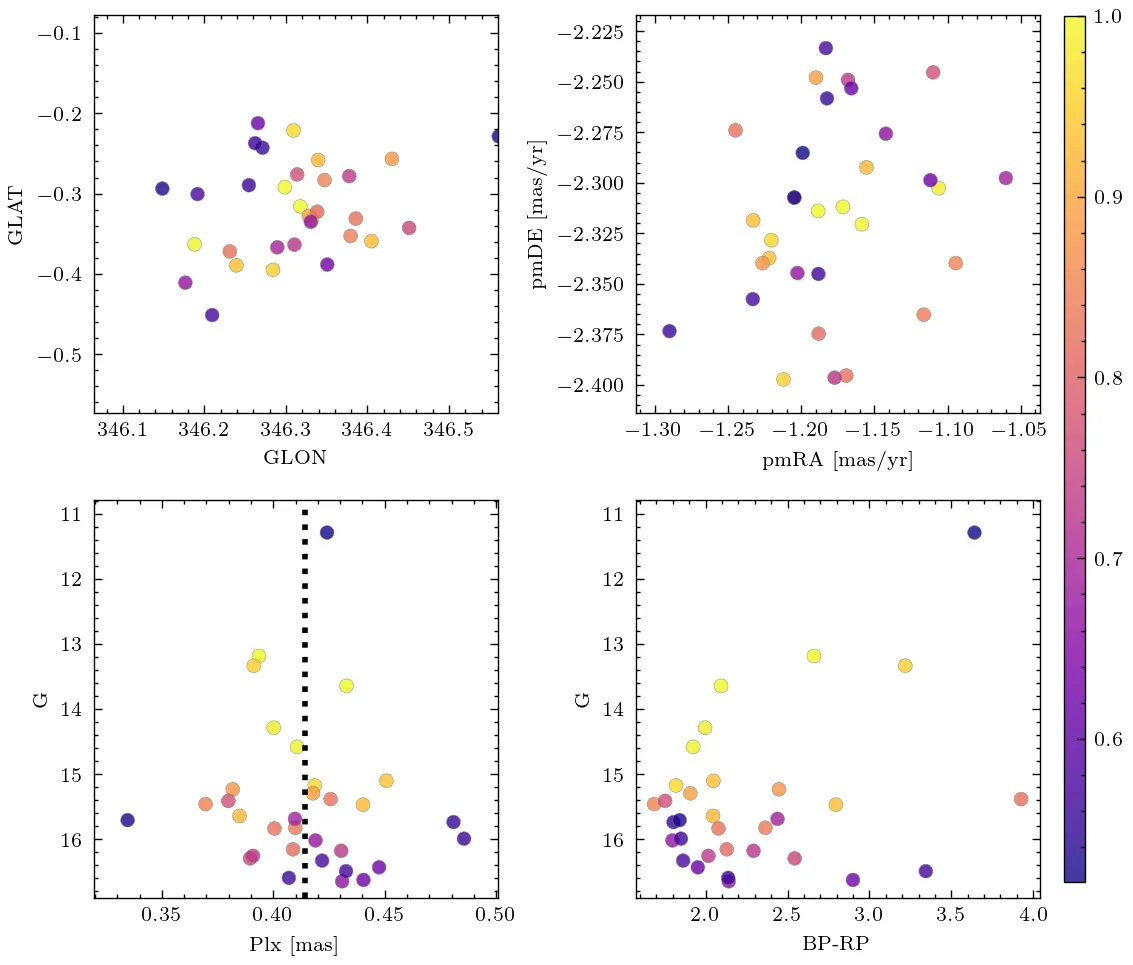 −0.1
−0.2
−0.3
−0.4
−0.5
GLAT
346.1 346.2 346.3 346.4 346.5
GLON
−2.225
−2.250
−2.275
−2.300
−2.325
−2.350
−2.375
−2.400
pmDE [mas/yr]
−1.30 −1.25 −1.20 −1.15 −1.10 −1.05
pmRA [mas/yr]
1.0
0.9
0.8
0.7
0.6
11
12
13
14
15
16
G
0.35 0.40 0.45 0.50
Plx [mas]
11
12
13
14
15
16
G
2.0 2.5 3.0 3.5 4.0
BP-RP